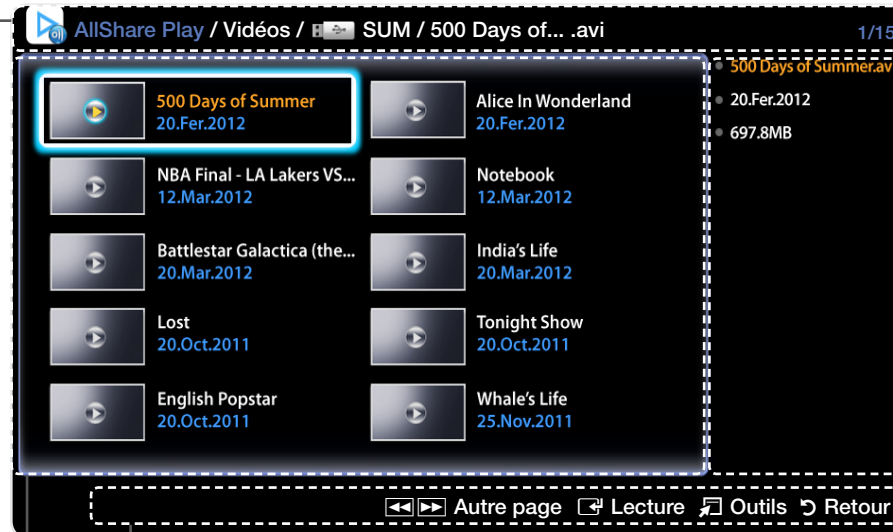 AllShare Play / Vidéos / SUM / 500 Days of... .avi 1/15
500 Days of Summer
20.Fer.2012
Alice In Wonderland
20.Fer.2012
NBA Final - LA Lakers VS...
12.Mar.2012
Notebook
12.Mar.2012
Battlestar Galactica (the...
20.Mar.2012
India's Life
20.Mar.2012
Lost
20.Oct.2011
Tonight Show
20.Oct.2011
English Popstar
20.Oct.2011
Whale's Life
25.Nov.2011
500 Days of Summer.av
20.Fer.2012
697.8MB
Autre page Lecture Outils Retour